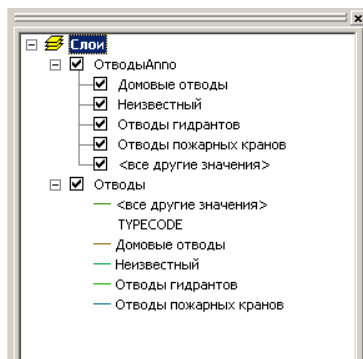 Слои
ОтводыAnno
Домовые отводы
Неизвестный
Отводы гидрантов
Отводы пожарных кранов
<все другие значения>
Отводы
<все другие значения>
TYPECODE
Домовые отводы
Неизвестный
Отводы гидрантов
Отводы пожарных кранов